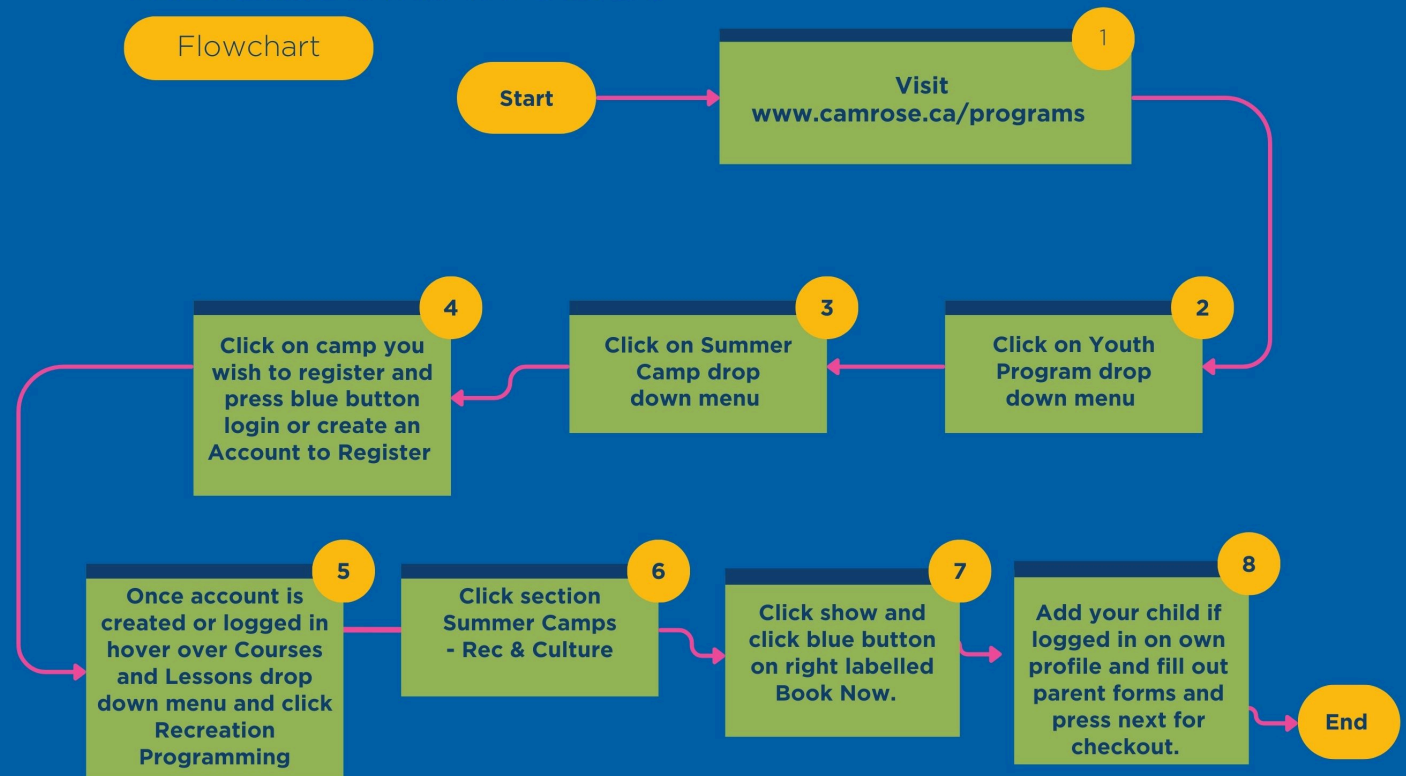 Flowchart
Start
1
Visit
www.camrose.ca/programs
2
Click on Youth
Program drop
down menu
3
Click on Summer
Camp drop
down menu
4
Click on camp you
wish to register and
press blue button
login or create an
Account to Register
5
Once account is
created or logged in
hover over Courses
and Lessons drop
down menu and click
Recreation
Programming
6
Click section
Summer Camps
- Rec & Culture
7
Click show and
click blue button
on right labelled
Book Now.
8
Add your child if
logged in on own
profile and fill out
parent forms and
press next for
checkout.
End